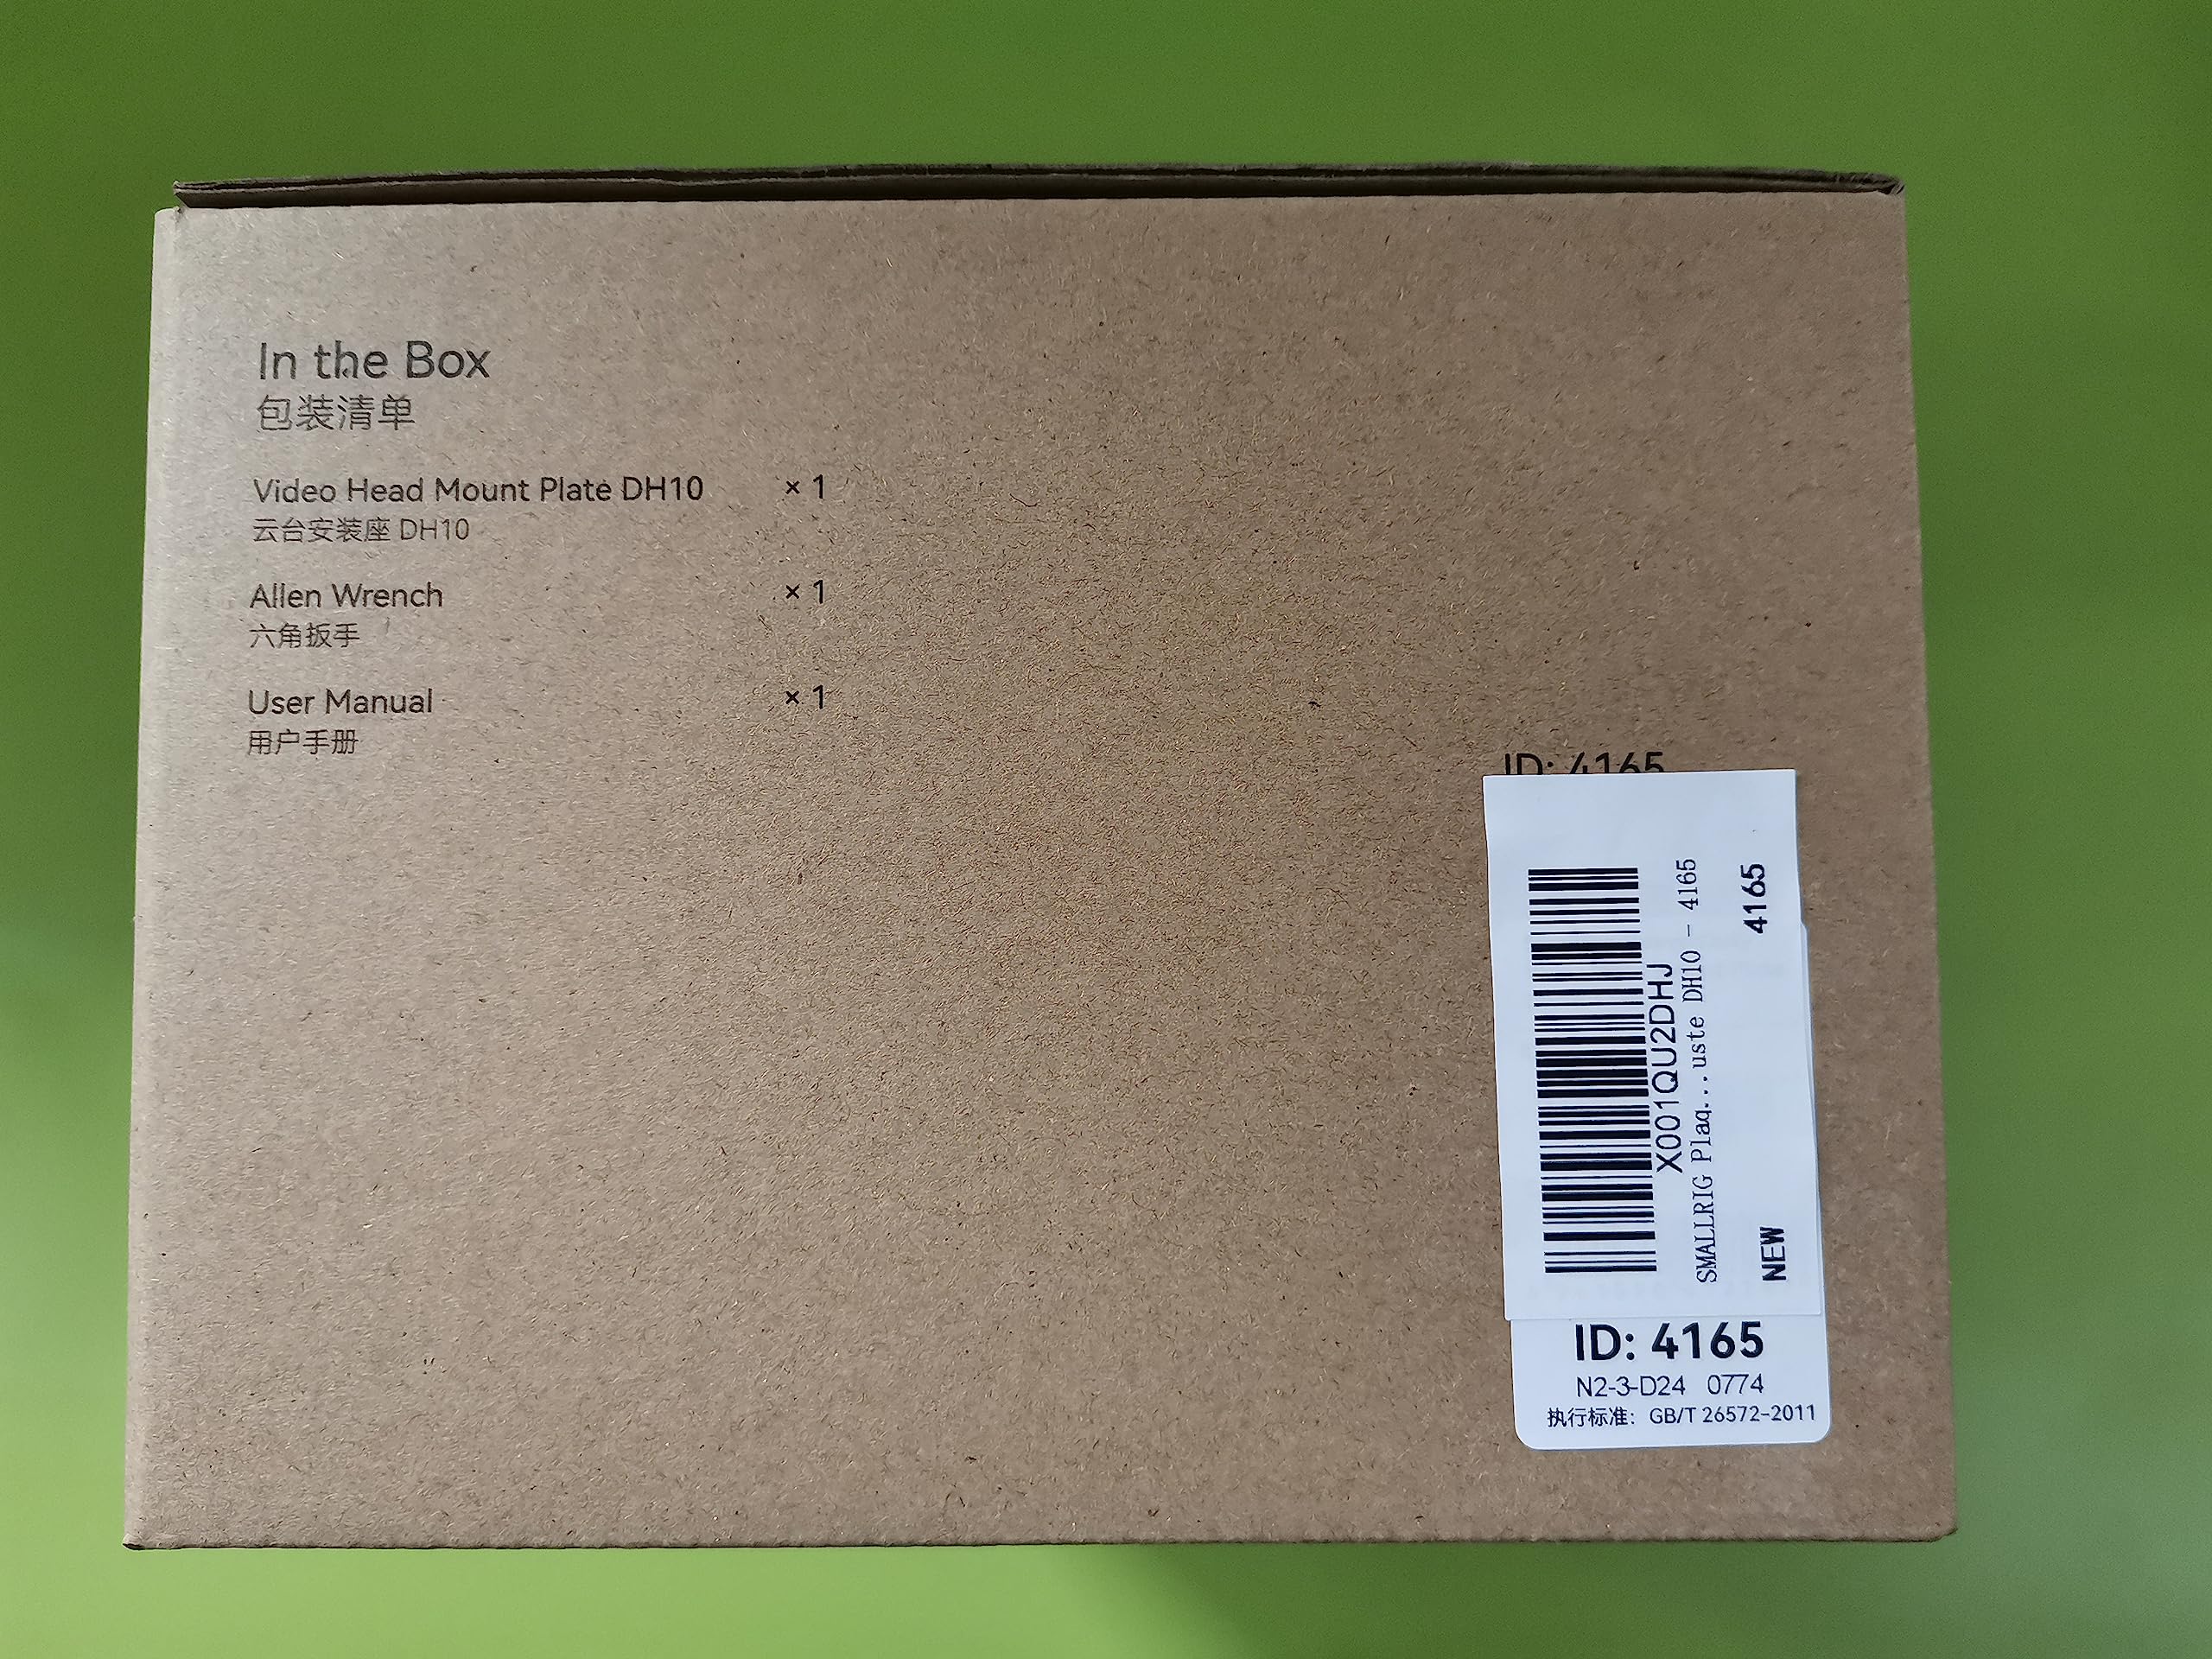 In the Box
包装清单
Video Head Mount Plate DH10 × 1
云台安装座 DH10
Allen Wrench × 1
六角扳手
User Manual × 1
用户手册
ID: 4165
X001QU2DHJ
SMALLRIG Plaq...uste DH10 - 4165
NEW 4165
ID: 4165
N2-3-D24 0774
执行标准: GB/T 26572-2011